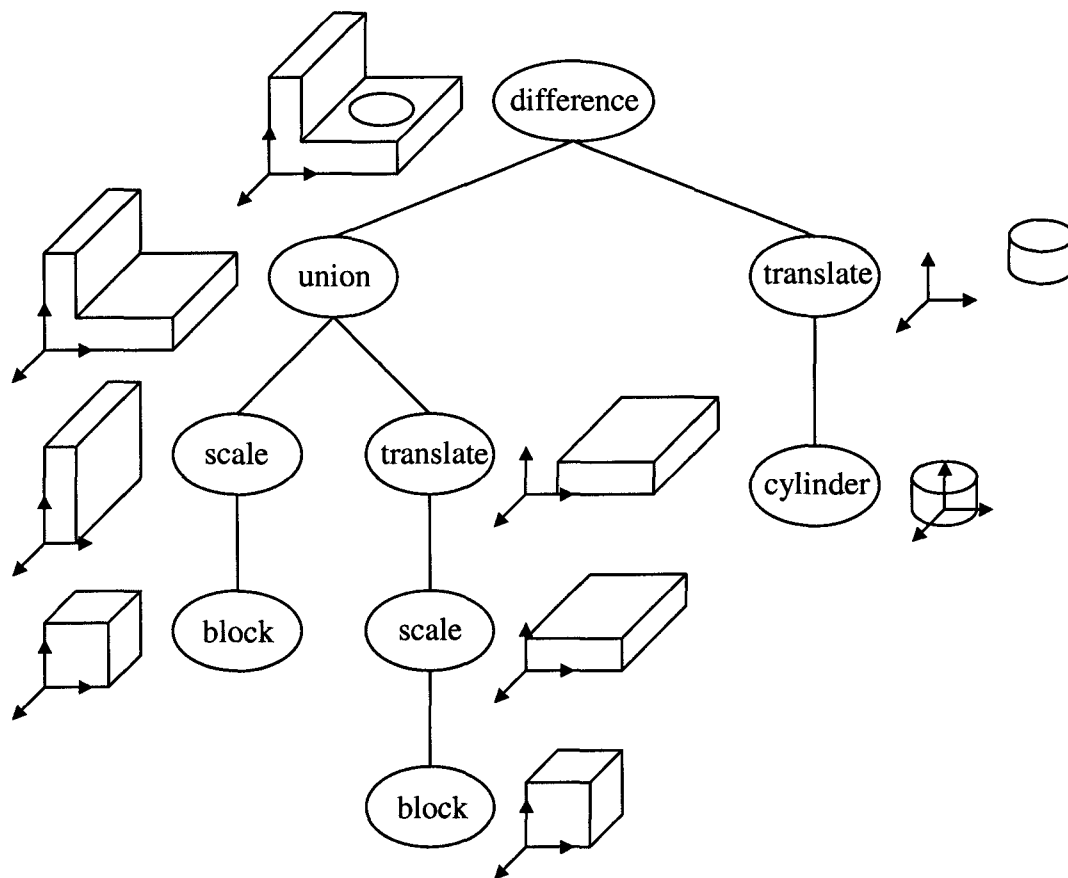 difference
union
translate
scale
translate
cylinder
block
scale
block